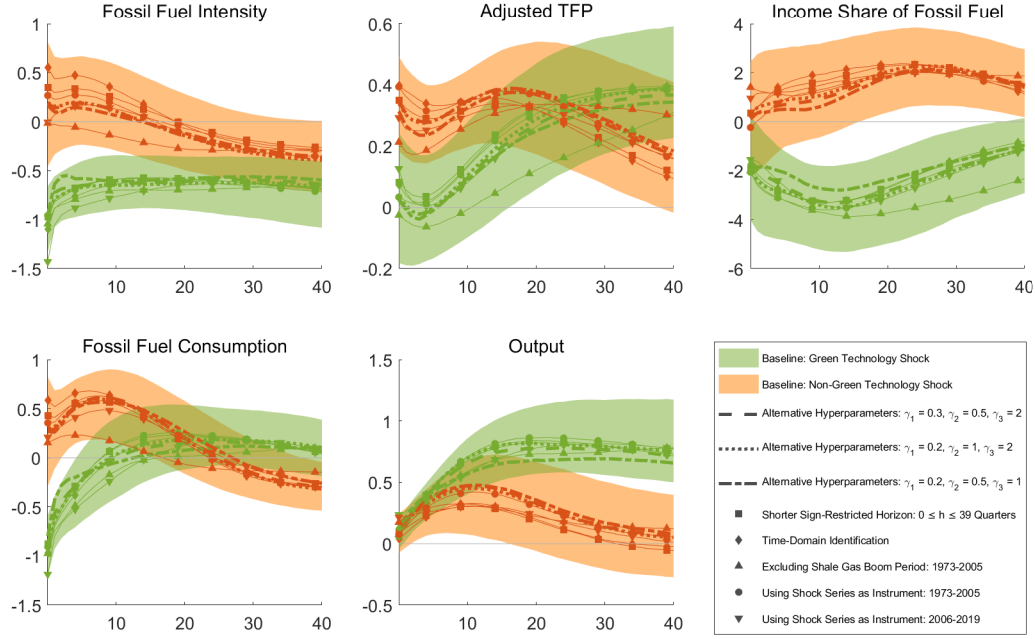 Fossil Fuel Intensity
1
0.5
0
-0.5
-1
-1.5
10 20 30 40
Adjusted TFP
0.6
0.4
0.2
0
-0.2
10 20 30 40
Income Share of Fossil Fuel
4
2
0
-2
-4
-6
10 20 30 40
Fossil Fuel Consumption
1
0.5
0
-0.5
-1
-1.5
10 20 30 40
Output
1.5
1
0.5
0
-0.5
10 20 30 40
Baseline: Green Technology Shock
Baseline: Non-Green Technology Shock
Alternative Hyperparameters: γ₁ = 0.3, γ₂ = 0.5, γ₃ = 2
Alternative Hyperparameters: γ₁ = 0.2, γ₂ = 1, γ₃ = 2
Alternative Hyperparameters: γ₁ = 0.2, γ₂ = 0.5, γ₃ = 1
Shorter Sign-Restricted Horizon: 0 ≤ h ≤ 39 Quarters
Time-Domain Identification
Excluding Shale Gas Boom Period: 1973-2005
Using Shock Series as Instrument: 1973-2005
Using Shock Series as Instrument: 2006-2019